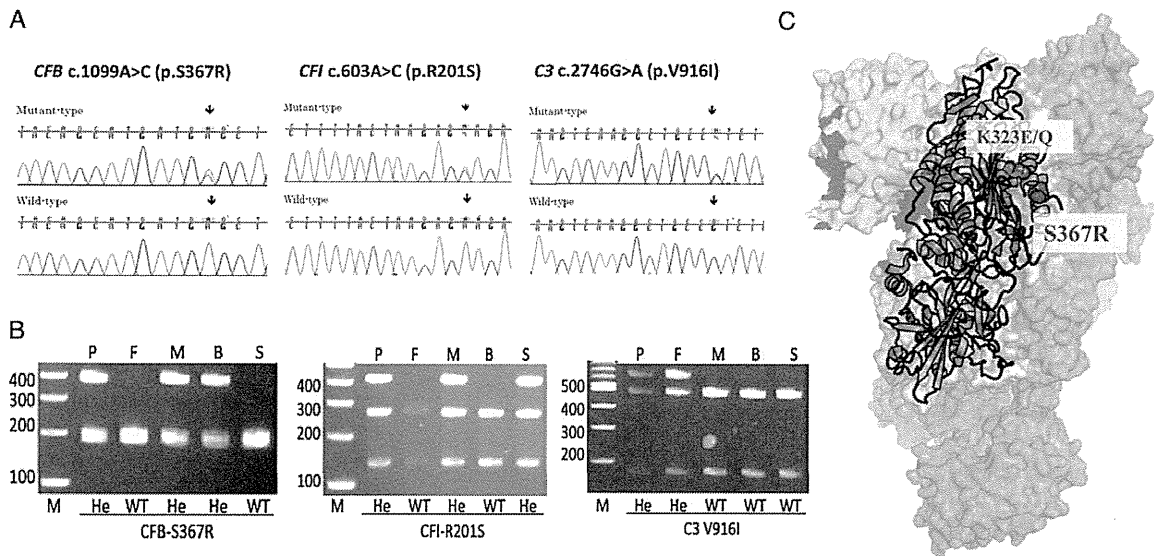 A
C
CFB c.1099A>C (p.S367R)
CFI c.603A>C (p.R201S)
C3 c.2746G>A (p.V916I)
Mutant-type
Mutant-type
Mutant-type
Wild-type
Wild-type
Wild-type
K323E/Q
S367R
B
P F M B S
400
300
200
100
M He WT He He WT
CFB-S367R
P F M B S
400
300
200
100
M He WT He WT He
CFI-R201S
P F M B S
500
400
300
200
M He He WT WT WT
C3 V916I